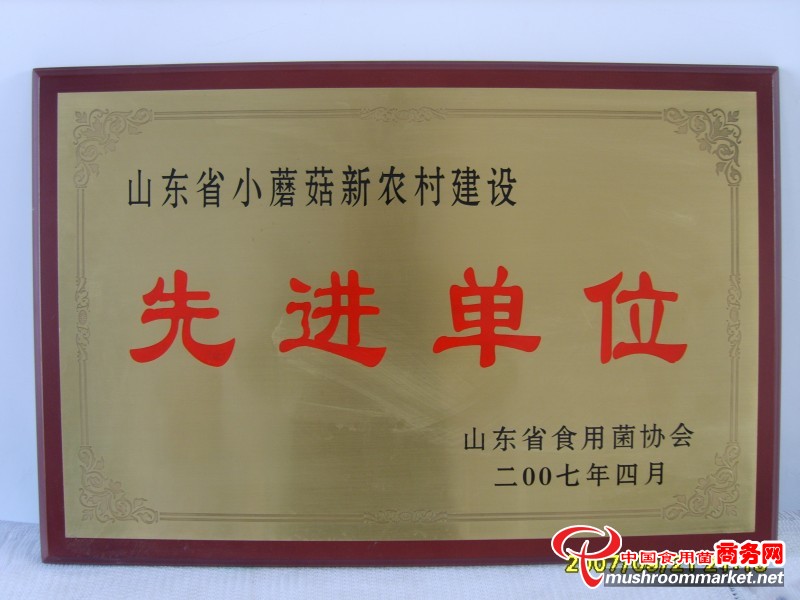 山东省小蘑菇新农村建设
先进单位
山东省食用菌协会
二00七年四月
中国食用菌商务网
mushroommarket.net